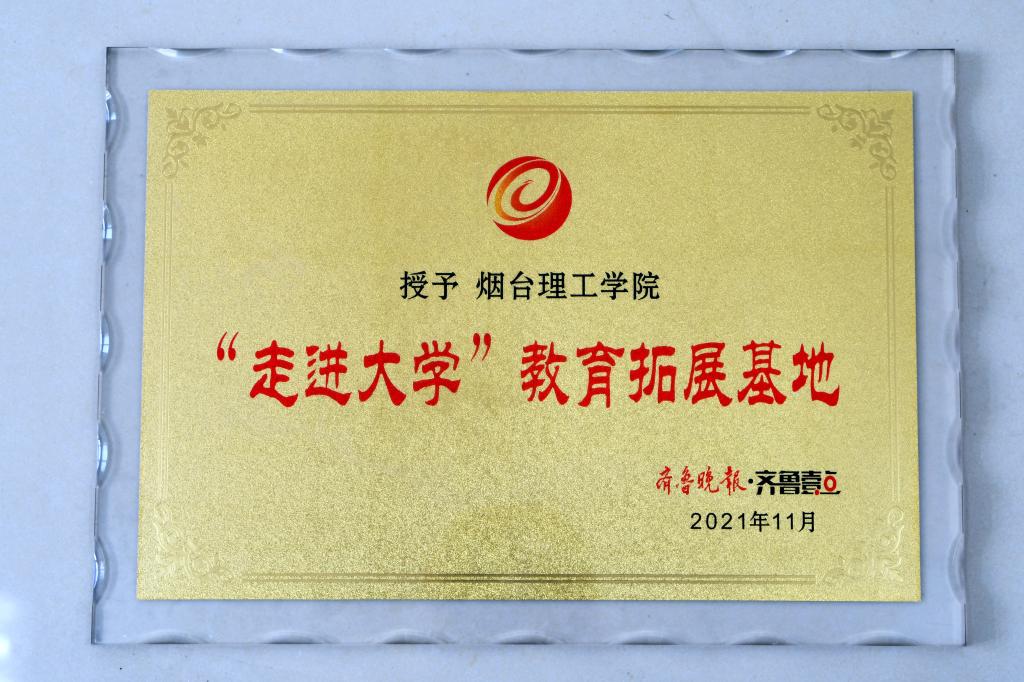 授予 烟台理工学院
“走进大学”教育拓展基地
齐鲁晚报·齐鲁壹点
2021年11月